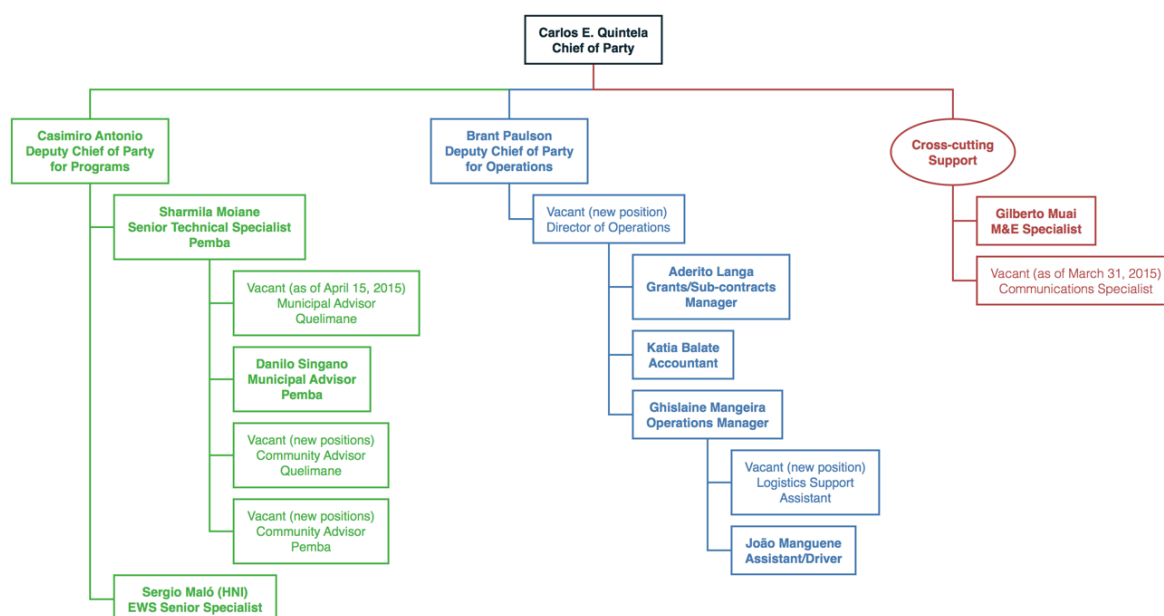 Carlos E. Quintela
Chief of Party
Casimiro Antonio
Deputy Chief of Party
for Programs
Sharmila Moiane
Senior Technical Specialist
Pemba
Vacant (as of April 15, 2015)
Municipal Advisor
Quelimane
Danilo Singano
Municipal Advisor
Pemba
Vacant (new positions)
Community Advisor
Quelimane
Vacant (new positions)
Community Advisor
Pemba
Sergio Maló (HNI)
EWS Senior Specialist
Brant Paulson
Deputy Chief of Party
for Operations
Vacant (new position)
Director of Operations
Aderito Langa
Grants/Sub-contracts
Manager
Katia Balate
Accountant
Ghislaine Mangeira
Operations Manager
Vacant (new position)
Logistics Support
Assistant
João Manguene
Assistant/Driver
Cross-cutting
Support
Gilberto Muai
M&E Specialist
Vacant (as of March 31, 2015)
Communications Specialist